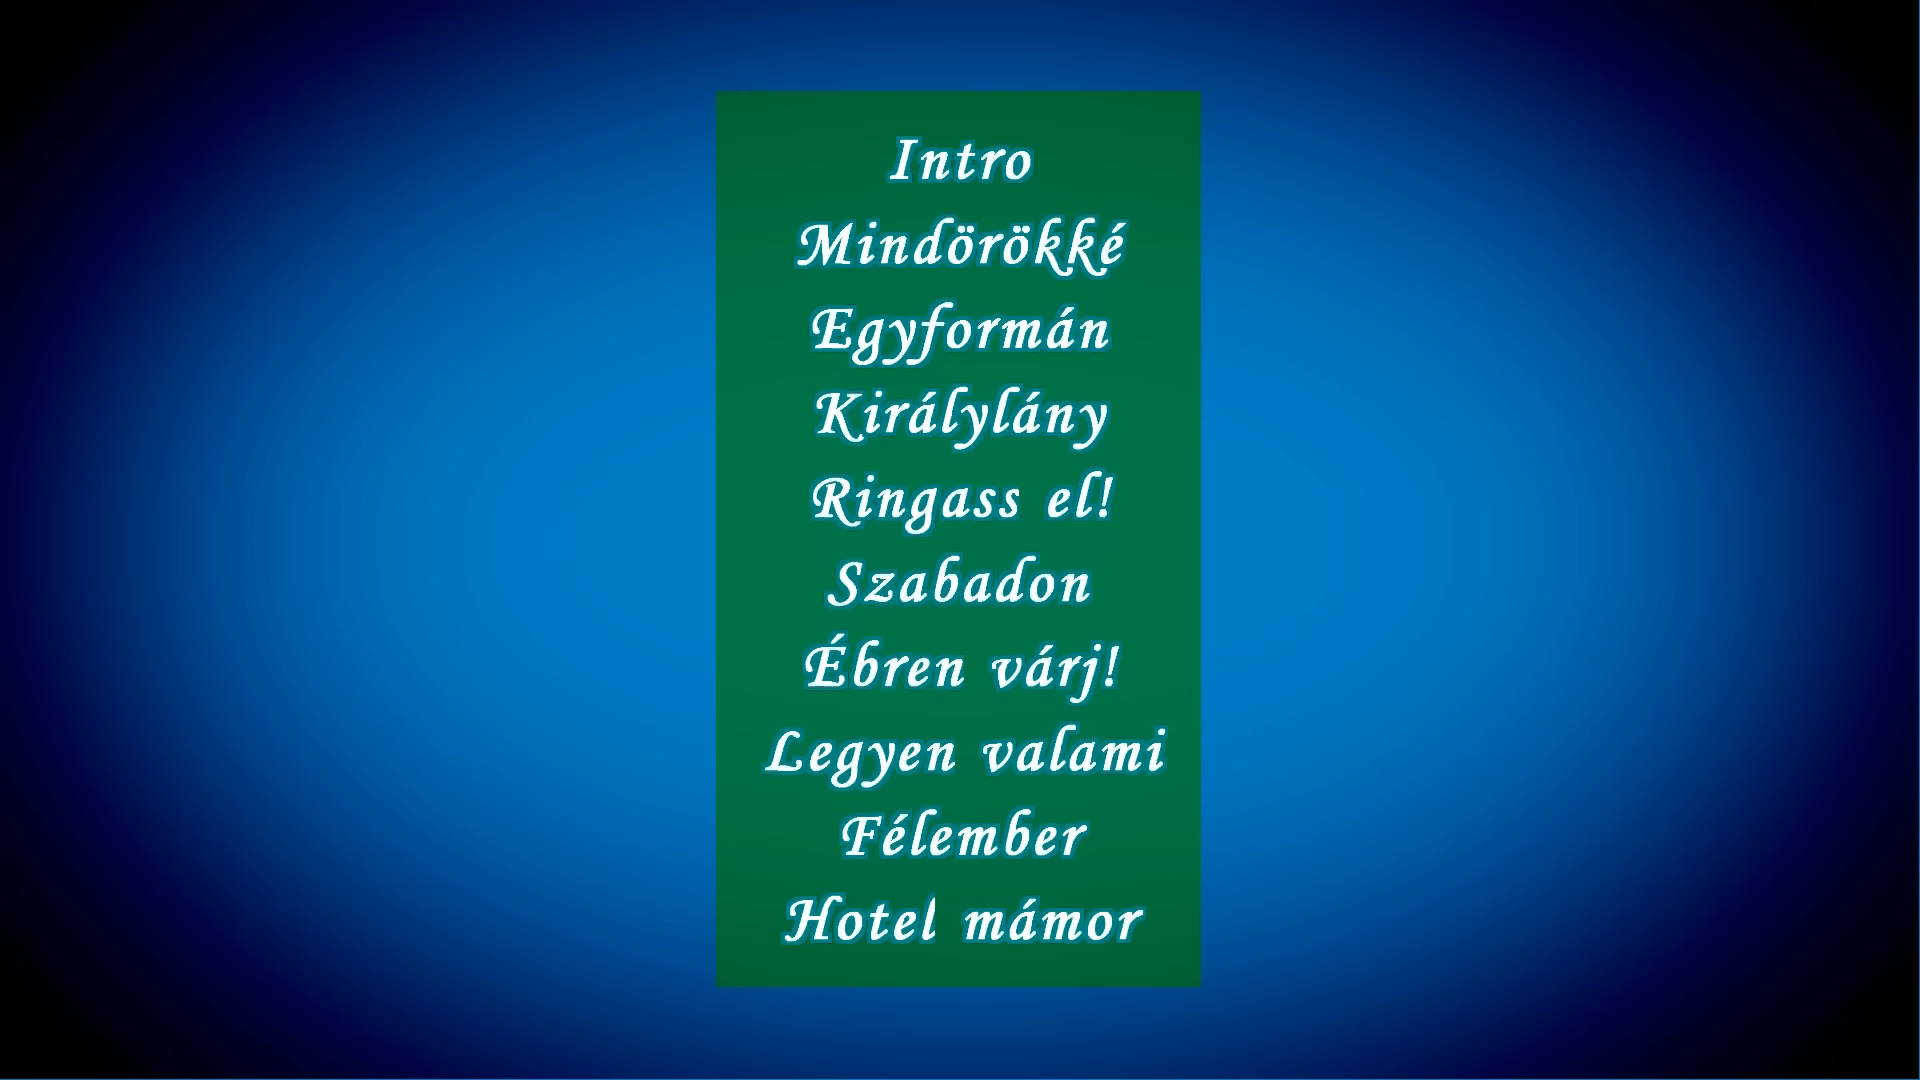 Intro
Mindörökké
Egyformán
Királylány
Ringass el!
Szabadon
Ébren várj!
Legyen valami
Félember
Hotel mámor